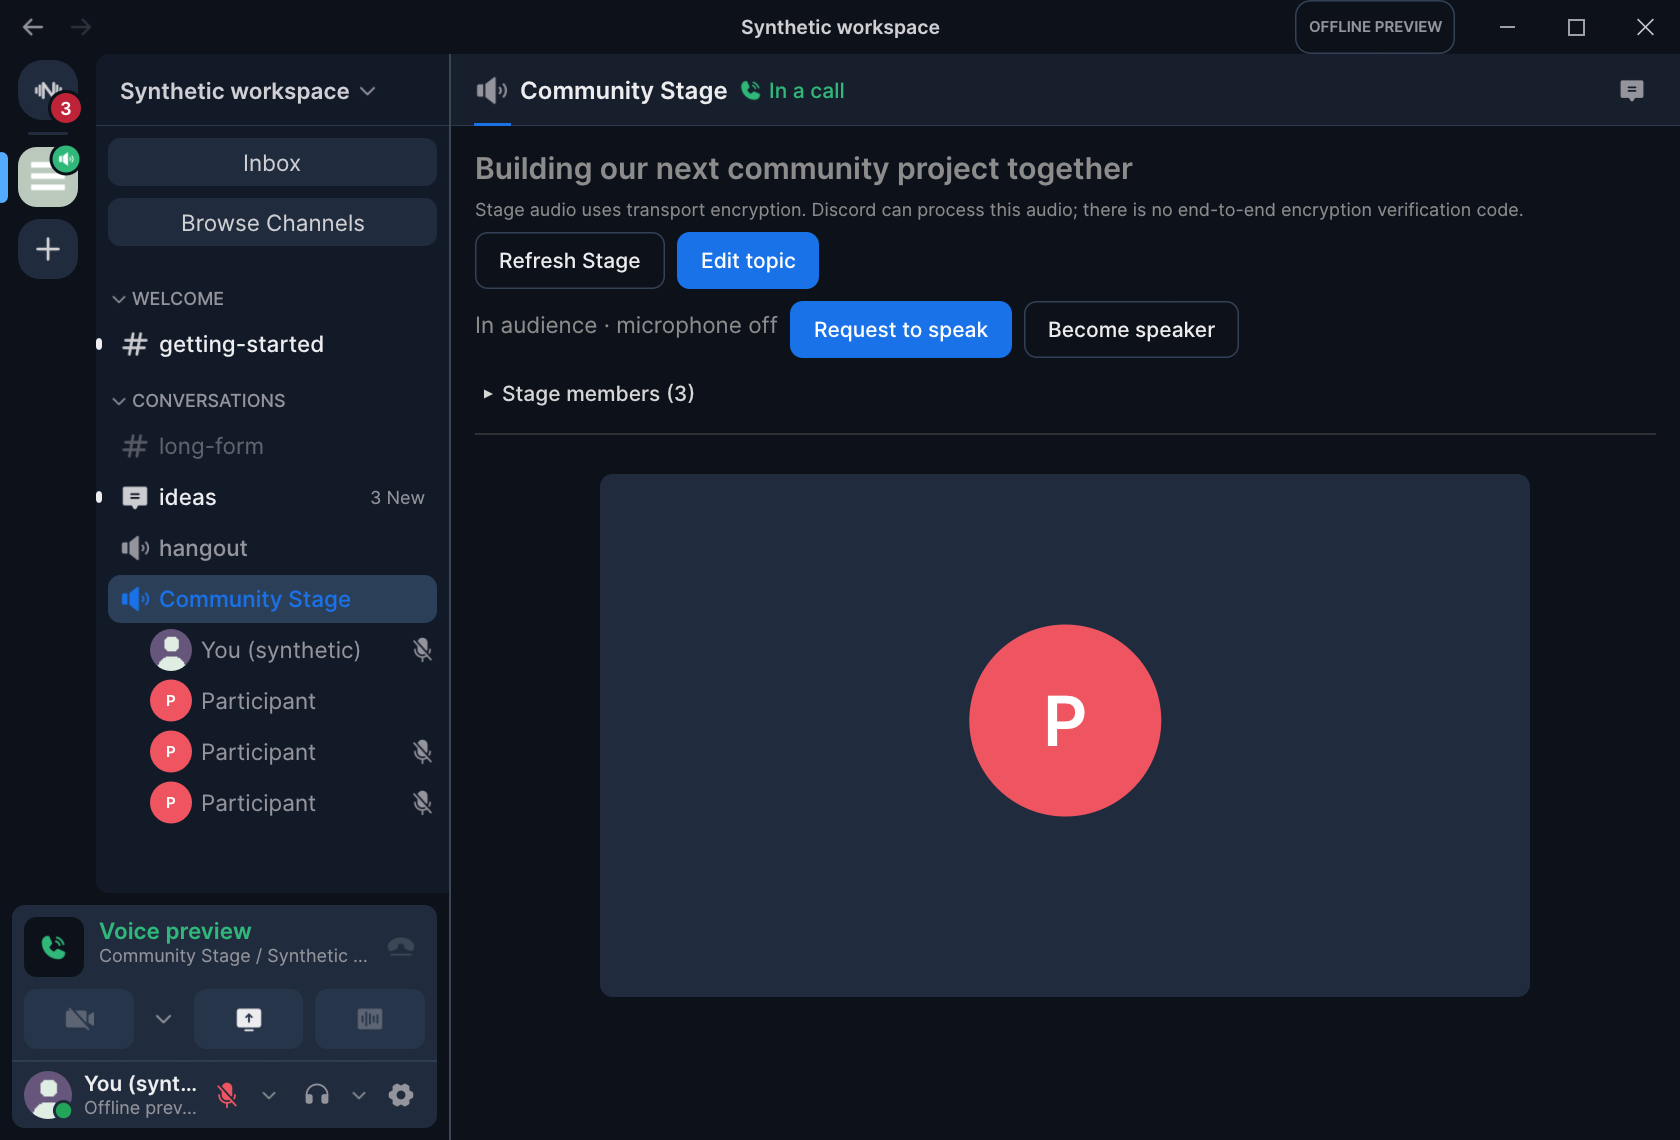 Synthetic workspace
OFFLINE PREVIEW
3
Synthetic workspace
Inbox
Browse Channels
WELCOME
getting-started
CONVERSATIONS
long-form
ideas
3 New
hangout
Community Stage
You (synthetic)
P Participant
P Participant
P Participant
Voice preview
Community Stage / Synthetic ...
You (synt...
Offline prev...
Community Stage
In a call
Building our next community project together
Stage audio uses transport encryption. Discord can process this audio; there is no end-to-end encryption verification code.
Refresh Stage
Edit topic
In audience · microphone off
Request to speak
Become speaker
Stage members (3)
P